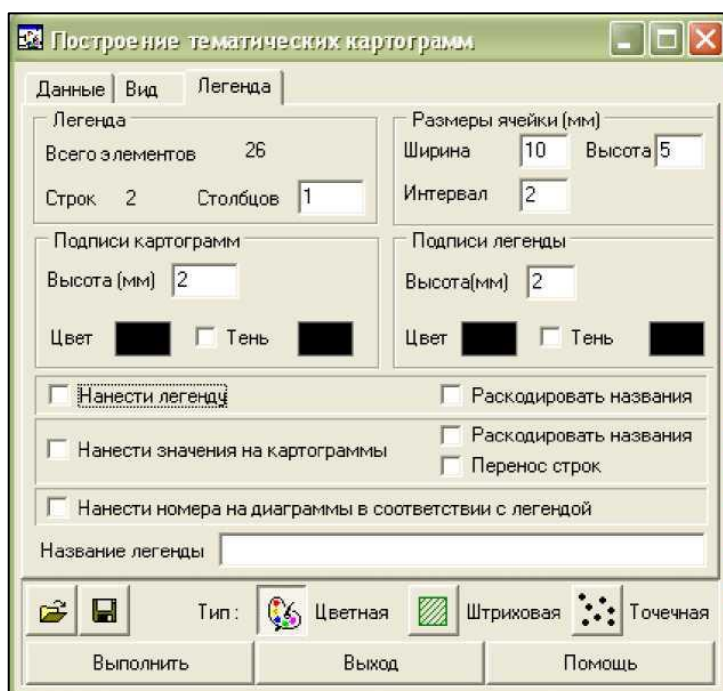 Построение тематических картограмм
Данные Вид Легенда
Легенда
Всего элементов 26
Строк 2 Столбцов 1
Размеры ячейки (мм)
Ширина 10 Высота 5
Интервал 2
Подписи картограмм
Высота (мм) 2
Цвет Тень
Подписи легенды
Высота(мм) 2
Цвет Тень
Нанести легенду Раскодировать названия
Нанести значения на картограммы
Раскодировать названия
Перенос строк
Нанести номера на диаграммы в соответствии с легендой
Название легенды
Тип : Цветная Штриховая Точечная
Выполнить Выход Помощь